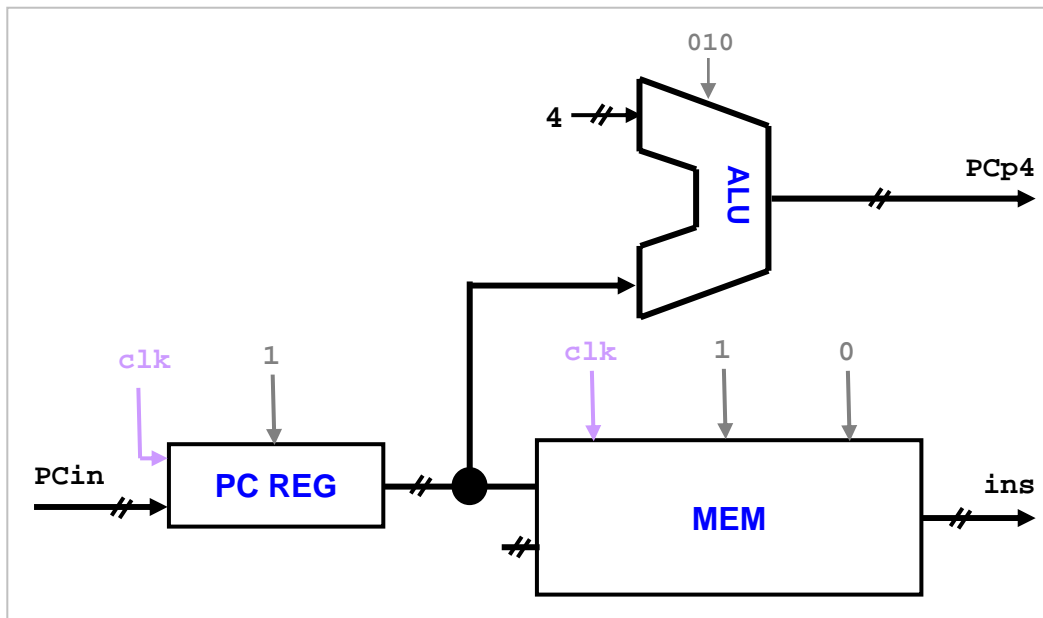 010
4
PCp4
ALU
clk
1
clk
1
0
PCin
PC REG
MEM
ins